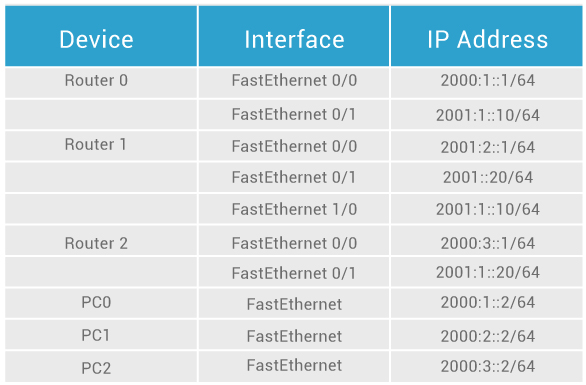 Device Interface IP Address
Router 0 FastEthernet 0/0 2000:1::1/64
FastEthernet 0/1 2001:1::10/64
Router 1 FastEthernet 0/0 2001:2::1/64
FastEthernet 0/1 2001::20/64
FastEthernet 1/0 2001:1::10/64
Router 2 FastEthernet 0/0 2000:3::1/64
FastEthernet 0/1 2001:1::20/64
PC0 FastEthernet 2000:1::2/64
PC1 FastEthernet 2000:2::2/64
PC2 FastEthernet 2000:3::2/64